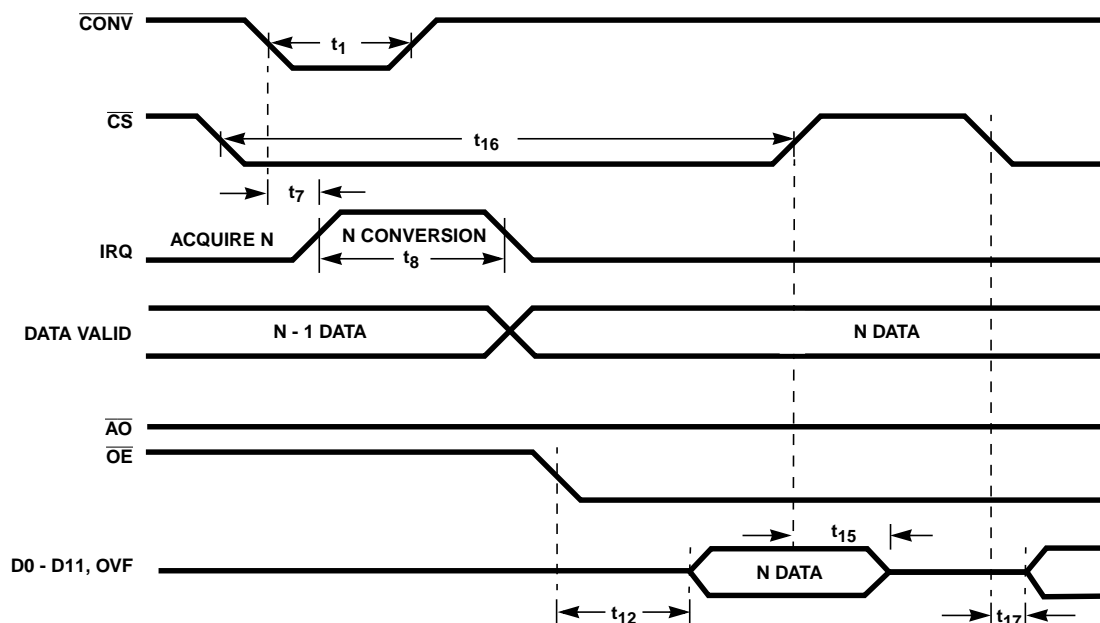 CONV
t1
CS
t16
t7
IRQ
ACQUIRE N
N CONVERSION
t8
DATA VALID
N - 1 DATA
N DATA
AO
OE
t15
D0 - D11, OVF
N DATA
t12
t17